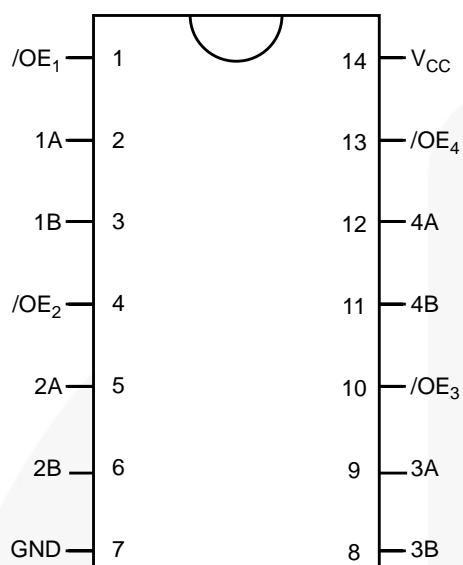 /OE1 1 14 VCC
1A 2 13 /OE4
1B 3 12 4A
/OE2 4 11 4B
2A 5 10 /OE3
2B 6 9 3A
GND 7 8 3B